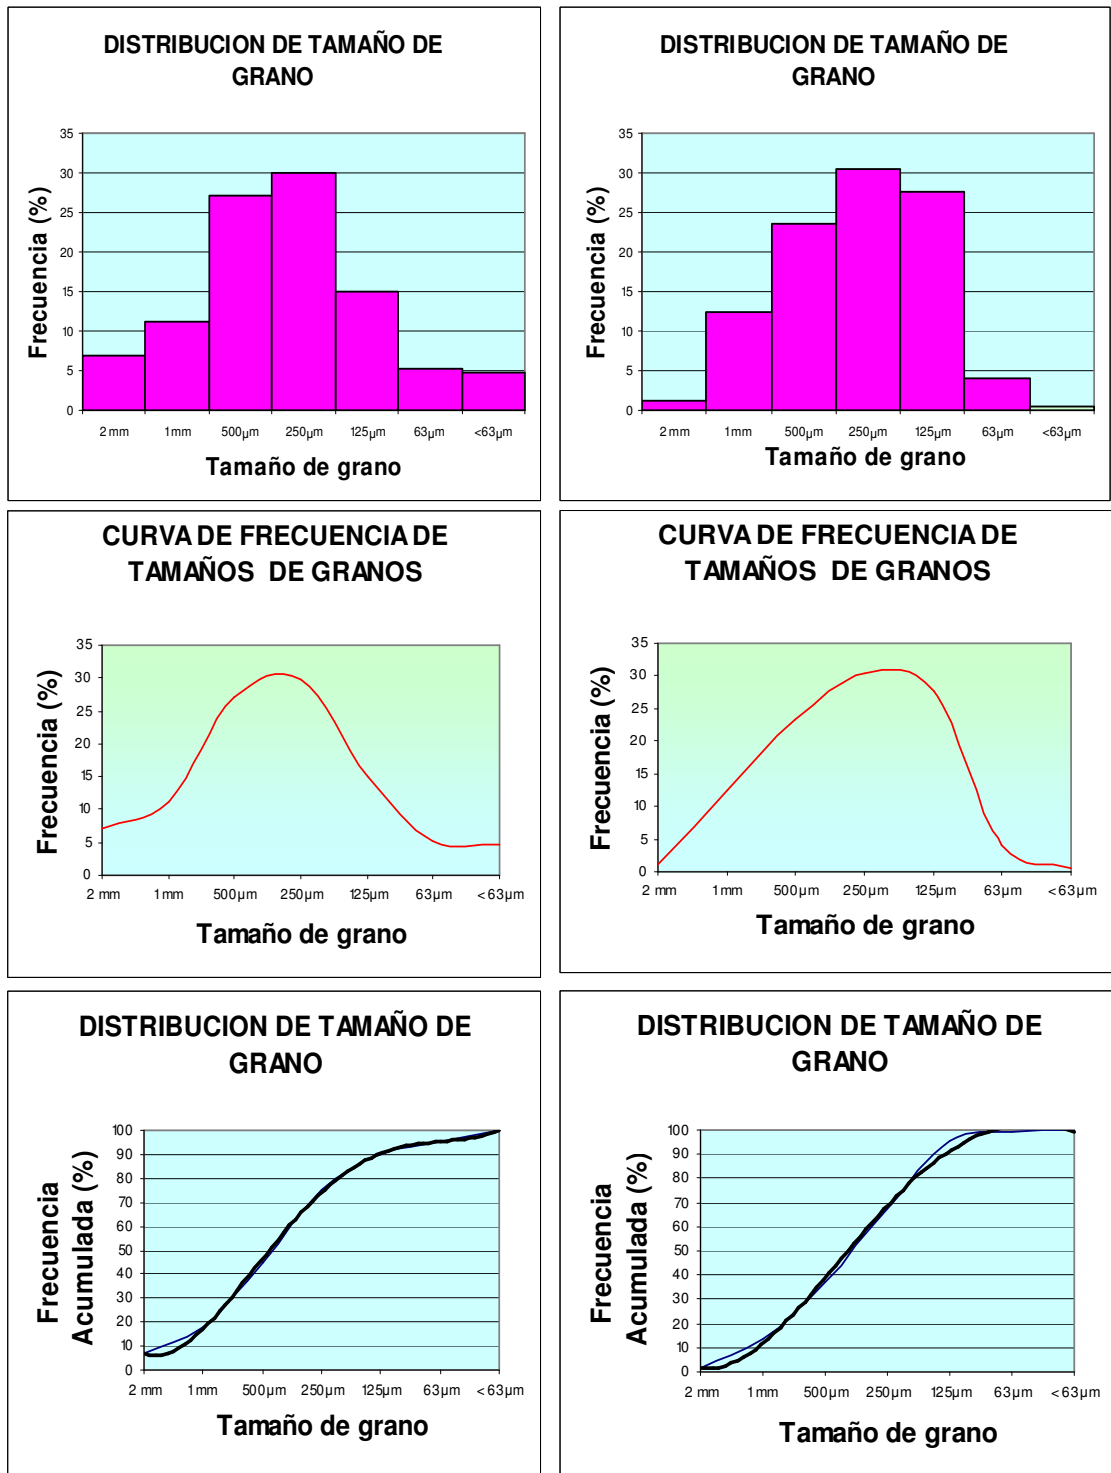 DISTRIBUCION DE TAMAÑO DE
GRANO
Frecuencia (%)
35
30
25
20
15
10
5
0
2 mm 1mm 500µm 250µm 125µm 63µm <63µm
Tamaño de grano
DISTRIBUCION DE TAMAÑO DE
GRANO
Frecuencia (%)
35
30
25
20
15
10
5
0
2 mm 1mm 500µm 250µm 125µm 63µm <63µm
Tamaño de grano
CURVA DE FRECUENCIA DE
TAMAÑOS DE GRANOS
Frecuencia (%)
35
30
25
20
15
10
5
0
2 mm 1mm 500µm 250µm 125µm 63µm <63µm
Tamaño de grano
CURVA DE FRECUENCIA DE
TAMAÑOS DE GRANOS
Frecuencia (%)
35
30
25
20
15
10
5
0
2 mm 1mm 500µm 250µm 125µm 63µm <63µm
Tamaño de grano
DISTRIBUCION DE TAMAÑO DE
GRANO
Frecuencia
Acumulada (%)
100
90
80
70
60
50
40
30
20
10
0
2 mm 1mm 500µm 250µm 125µm 63µm <63µm
Tamaño de grano
DISTRIBUCION DE TAMAÑO DE
GRANO
Frecuencia
Acumulada (%)
100
90
80
70
60
50
40
30
20
10
0
2 mm 1mm 500µm 250µm 125µm 63µm <63µm
Tamaño de grano